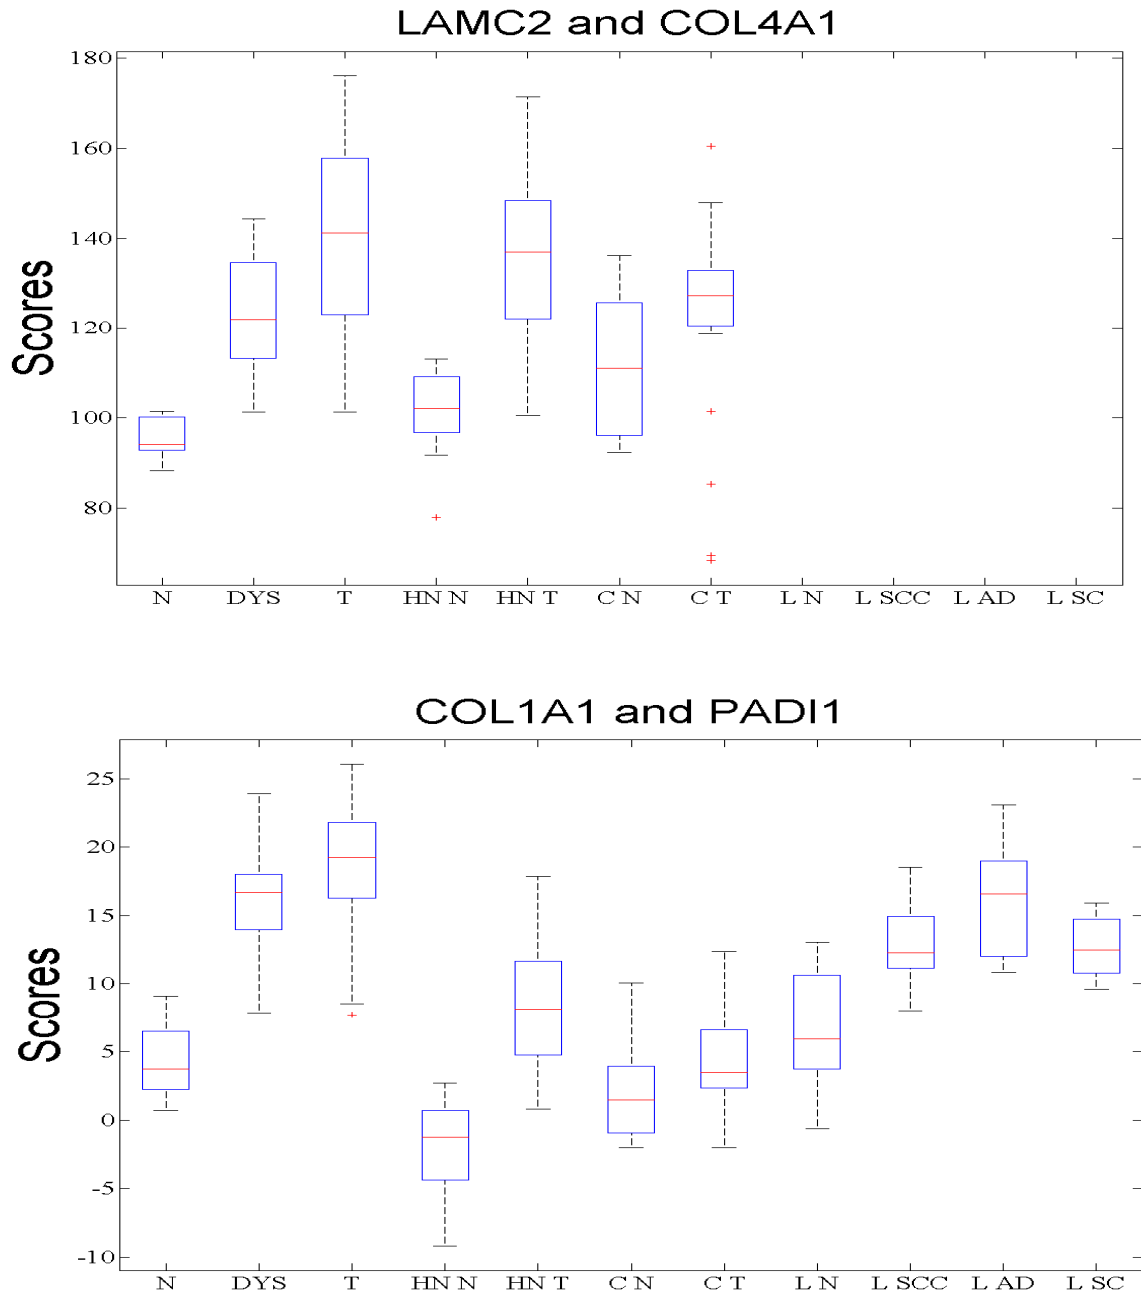 LAMC2 and COL4A1
180
160
140
120
100
80
Scores
N DYS T HN N HN T C N C T L N L SCC L AD L SC
COL1A1 and PADI1
25
20
15
10
5
0
-5
-10
Scores
N DYS T HN N HN T C N C T L N L SCC L AD L SC